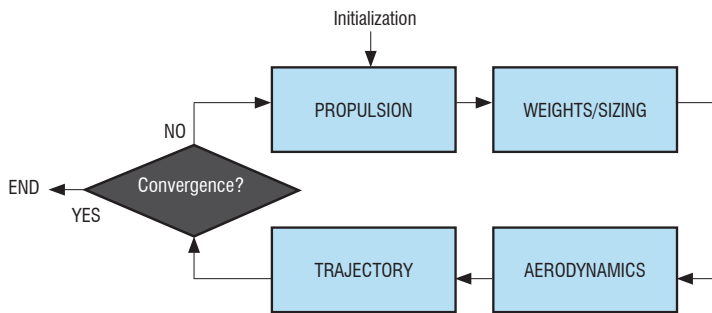 Initialization
PROPULSION
WEIGHTS/SIZING
NO
Convergence?
END
YES
TRAJECTORY
AERODYNAMICS